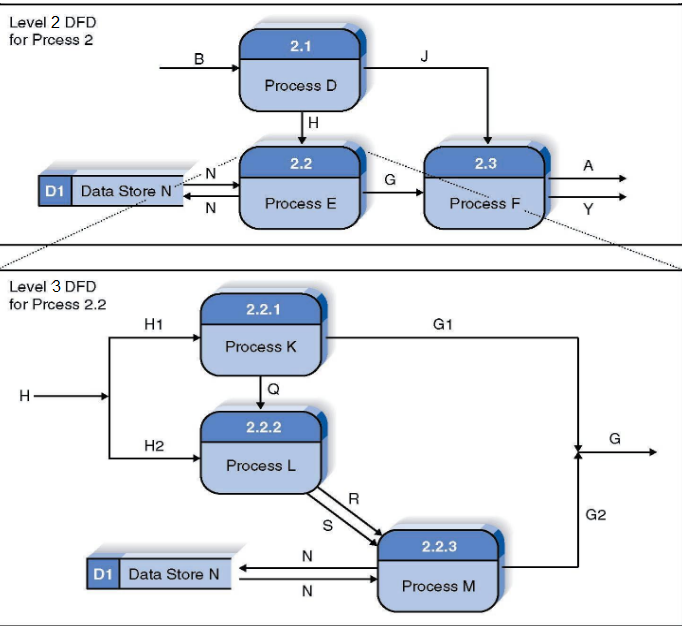 Level 2 DFD
for Prcess 2
2.1
Process D
B
J
H
2.2
Process E
2.3
Process F
D1 Data Store N
N
N
G
A
Y
Level 3 DFD
for Prcess 2.2
2.2.1
Process K
H1
G1
H
Q
2.2.2
Process L
H2
G
R
S
G2
2.2.3
Process M
D1 Data Store N
N
N